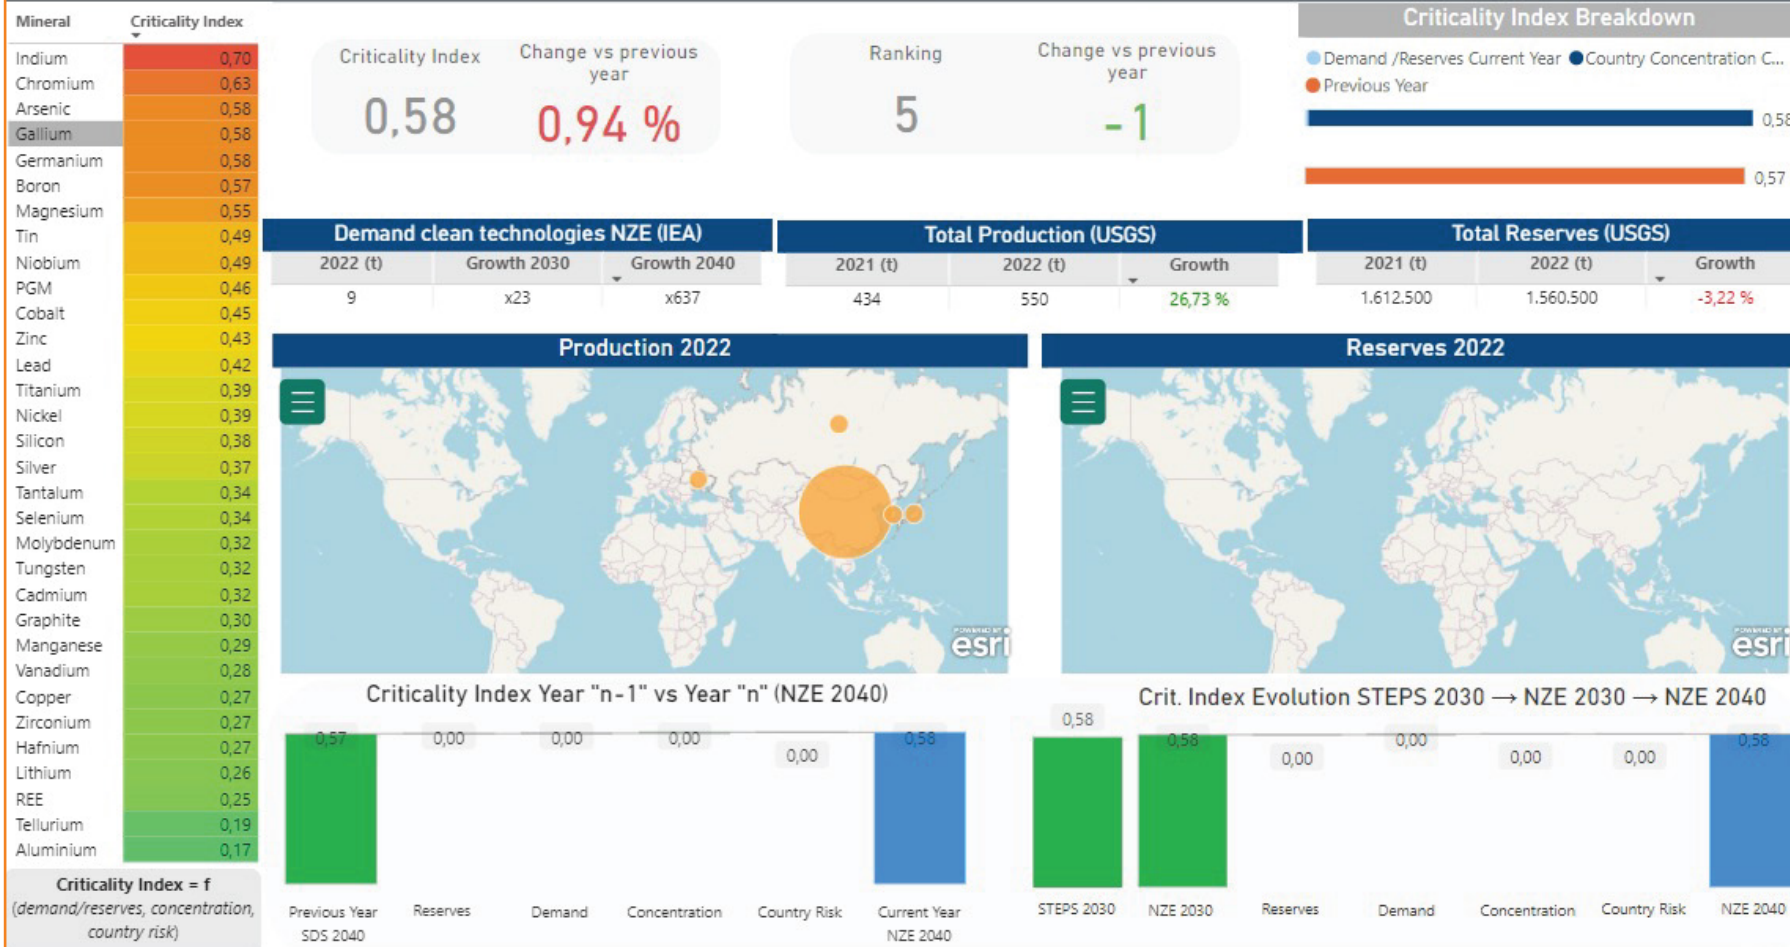 Mineral Criticality Index
Indium 0,70
Chromium 0,63
Arsenic 0,58
Gallium 0,58
Germanium 0,58
Boron 0,57
Magnesium 0,55
Tin 0,49
Niobium 0,49
PGM 0,46
Cobalt 0,45
Zinc 0,43
Lead 0,42
Titanium 0,39
Nickel 0,39
Silicon 0,38
Silver 0,37
Tantalum 0,34
Selenium 0,34
Molybdenum 0,32
Tungsten 0,32
Cadmium 0,32
Graphite 0,30
Manganese 0,29
Vanadium 0,28
Copper 0,27
Zirconium 0,27
Hafnium 0,27
Lithium 0,26
REE 0,25
Tellurium 0,19
Aluminium 0,17
Criticality Index = f
(demand/reserves, concentration,
country risk)
Criticality Index
0,58
Change vs previous
year
0,94 %
Ranking
5
Change vs previous
year
-1
Criticality Index Breakdown
Demand /Reserves Current Year Country Concentration C...
Previous Year
0,58
0,57
Demand clean technologies NZE (IEA)
2022 (t) Growth 2030 Growth 2040
9 x23 x637
Total Production (USGS)
2021 (t) 2022 (t) Growth
434 550 26,73 %
Total Reserves (USGS)
2021 (t) 2022 (t) Growth
1.612.500 1.560.500 -3,22 %
Production 2022
POWERED BY
esri
Reserves 2022
POWERED BY
esri
Criticality Index Year "n-1" vs Year "n" (NZE 2040)
0,57 0,00 0,00 0,00 0,00 0,58
Previous Year
SDS 2040
Reserves
Demand
Concentration
Country Risk
Current Year
NZE 2040
Crit. Index Evolution STEPS 2030 → NZE 2030 → NZE 2040
0,58 0,58 0,00 0,00 0,00 0,00 0,58
STEPS 2030 NZE 2030 Reserves Demand Concentration Country Risk NZE 2040